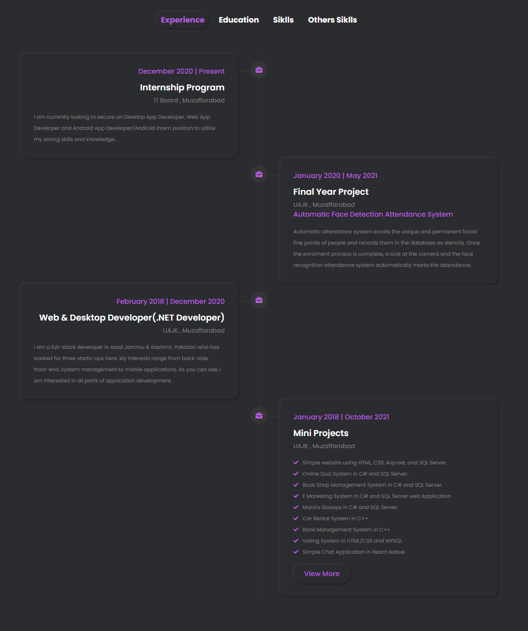 Experience Education Siklls Others Siklls
December 2020 | Present
Internship Program
IT Board , Muzaffarabad
I am currently looking to secure an Desktop App Developer, Web App
Developer and Android App Developer/Android Intern position to utilize
my strong skills and knowledge.
January 2020 | May 2021
Final Year Project
UAJK , Muzaffarabad
Automatic Face Detection Attendance System
Automatic attendance system enrolls the unique and permanent facial
fine points of people and records them in the database as stencils. Once
the enrolment process is complete, a look at the camera and the face
recognition attendance system automatically marks the attendance.
February 2018 | December 2020
Web & Desktop Developer(.NET Developer)
UAJK , Muzaffarabad
I am a full-stack developer in Azad Jammu & Kashmir, Pakistan who has
worked for three starts-ups here. My interests range from back-side,
front-end, system management to mobile applications. As you can see, I
am interested in all parts of application development.
January 2018 | October 2021
Mini Projects
UAJK , Muzaffarabad
Simple website using HTML, CSS, Asp.net, and SQL Server.
Online Quiz System in C# and SQL Server.
Book Shop Management System in C# and SQL Server
E Marketing System in C# and SQL Server web Application
Manii's Gossips in C# and SQL Server.
Car Rental System in C++
Bank Management System in C++
Voting System in HTML/CSS and MYSQL
Simple Chat Application in React Native
View More